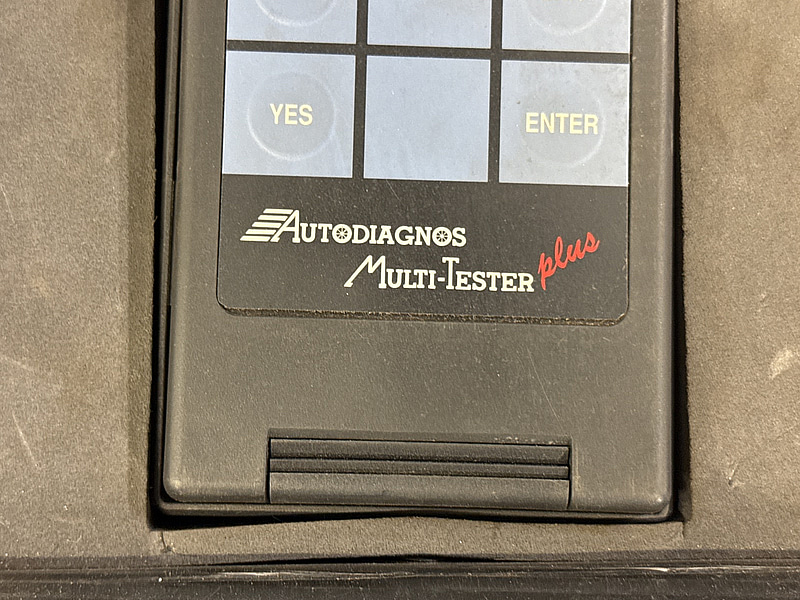 YES
ENTER
AUTODIAGNOS
MULTI-TESTER plus